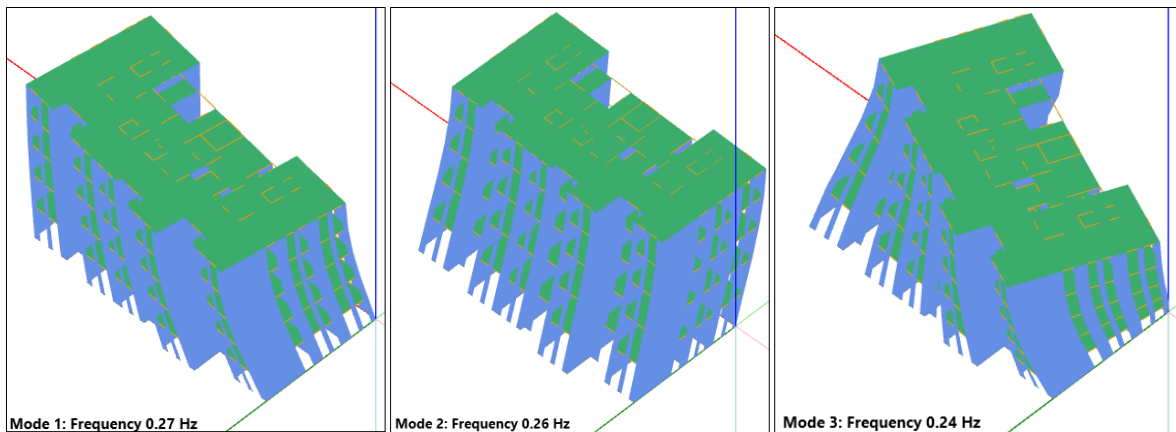 Mode 1: Frequency 0.27 Hz
Mode 2: Frequency 0.26 Hz
Mode 3: Frequency 0.24 Hz